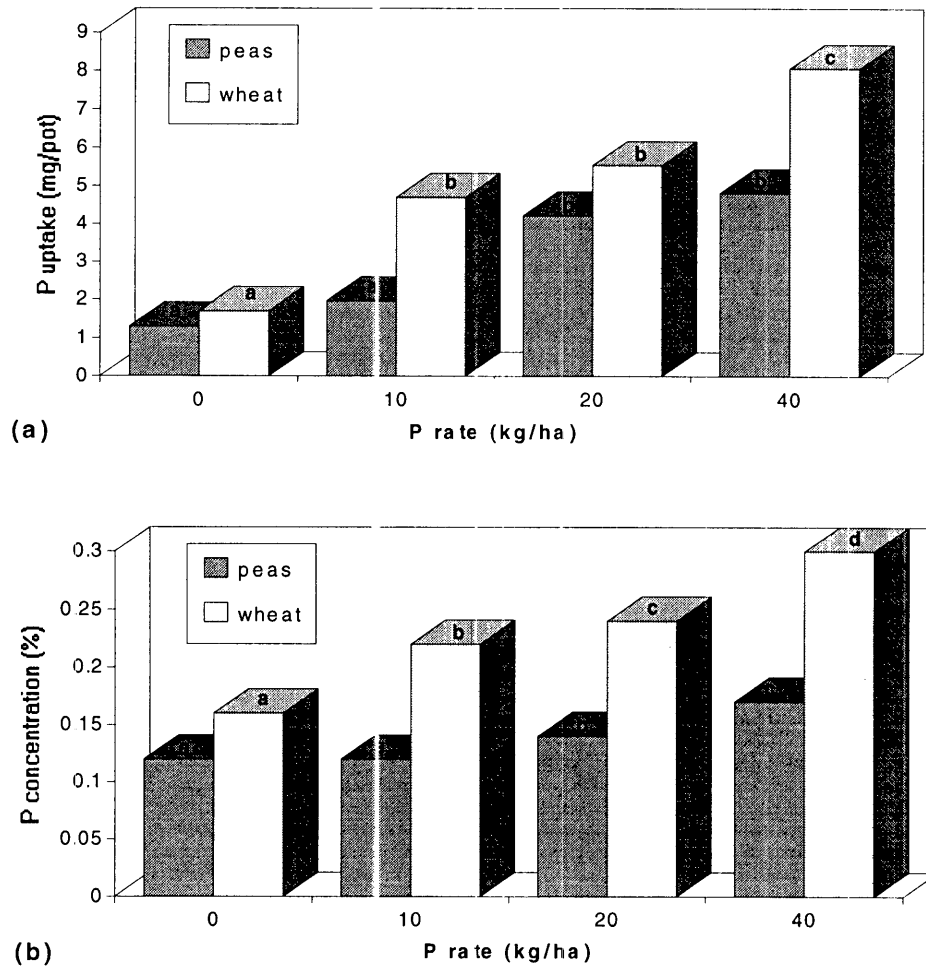 9
8
7
6
5
4
3
2
1
0
P uptake (mg/pot)
peas
wheat
a
a
b
b
b
b
c
0
10
20
40
P rate (kg/ha)
(a)
0.3
0.25
0.2
0.15
0.1
0.05
0
P concentration (%)
peas
wheat
a
b
c
d
0
10
20
40
P rate (kg/ha)
(b)